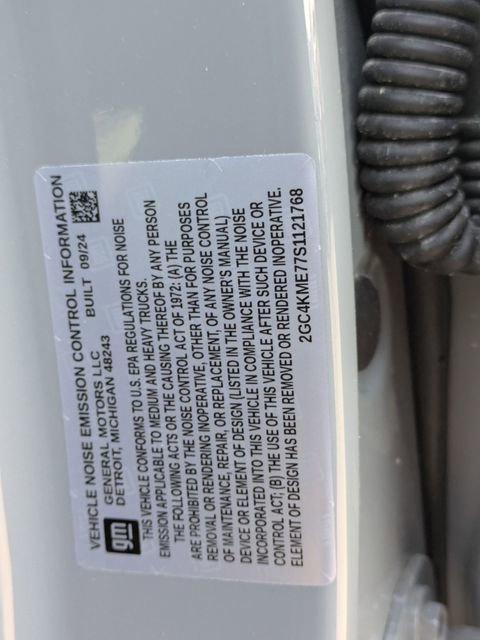 VEHICLE NOISE EMISSION CONTROL INFORMATION
GENERAL MOTORS LLC BUILT 09/24
DETROIT, MICHIGAN 48243
gm
THIS VEHICLE CONFORMS TO U.S. EPA REGULATIONS FOR NOISE
EMISSION APPLICABLE TO MEDIUM AND HEAVY TRUCKS.
THE FOLLOWING ACTS OR THE CAUSING THEREOF BY ANY PERSON
ARE PROHIBITED BY THE NOISE CONTROL ACT OF 1972: (A) THE
REMOVAL OR RENDERING INOPERATIVE, OTHER THAN FOR PURPOSES
OF MAINTENANCE, REPAIR, OR REPLACEMENT, OF ANY NOISE CONTROL
DEVICE OR ELEMENT OF DESIGN (LISTED IN THE OWNER'S MANUAL)
INCORPORATED INTO THIS VEHICLE IN COMPLIANCE WITH THE NOISE
CONTROL ACT; (B) THE USE OF THIS VEHICLE AFTER SUCH DEVICE OR
ELEMENT OF DESIGN HAS BEEN REMOVED OR RENDERED INOPERATIVE.
2GC4KME77S1121768